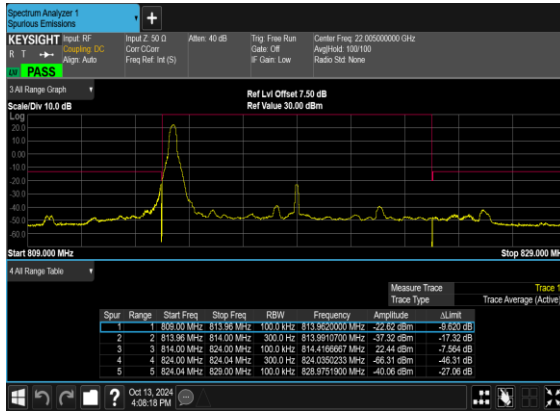 Spectrum Analyzer 1
Spurious Emissions
KEYSIGHT Input: RF Input Z: 50 Ω Atten: 40 dB Trig: Free Run Center Freq: 22.005000000 GHz
R T Coupling: DC Corr CCorr Gate: Off Avg|Hold: 100/100
Align: Auto Freq Ref: Int (S) IF Gain: Low Radio Std: None
LV PASS
3 All Range Graph
Ref Lvl Offset 7.50 dB
Scale/Div 10.0 dB Ref Value 30.00 dBm
Log
20.0
10.0
0.00
-10.0
-20.0
-30.0
-40.0
-50.0
-60.0
Start 809.000 MHz Stop 829.000 MH
4 All Range Table
Measure Trace Trace 1
Trace Type Trace Average (Active)
Spur Range Start Freq Stop Freq RBW Frequency Amplitude ΔLimit
1 1 809.00 MHz 813.96 MHz 100.0 kHz 813.9620000 MHz -22.62 dBm -9.620 dB
2 2 813.96 MHz 814.00 MHz 300.0 Hz 813.9910700 MHz -37.32 dBm -17.32 dB
3 3 814.00 MHz 824.00 MHz 100.0 kHz 814.4166667 MHz 22.44 dBm -7.564 dB
4 4 824.00 MHz 824.04 MHz 300.0 Hz 824.0350233 MHz -66.31 dBm -46.31 dB
5 5 824.04 MHz 829.00 MHz 100.0 kHz 828.9751900 MHz -40.06 dBm -27.06 dB
Oct 13, 2024
4:08:18 PM